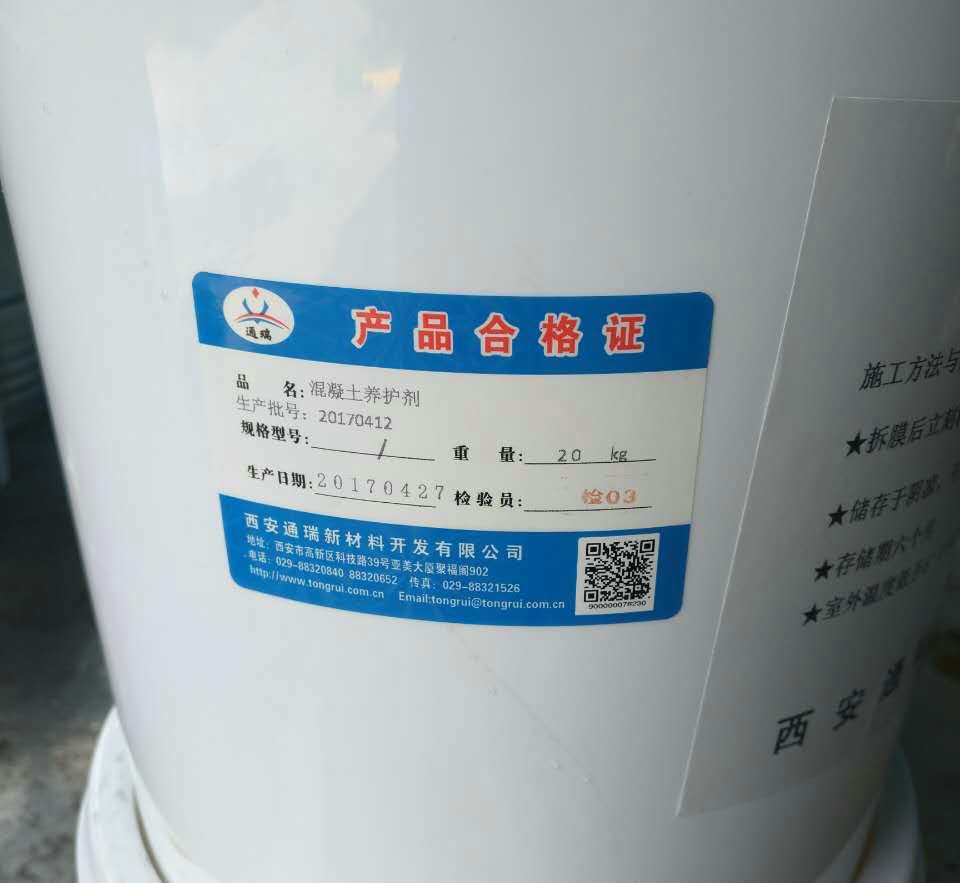 通瑞
产品合格证
品 名:混凝土养护剂
生产批号: 20170412
规格型号: / 重 量: 20 kg
生产日期:20170427 检验员: 检03
西安通瑞新材料开发有限公司
地址: 西安市高新区科技路39号亚美大厦聚福阁902
电话: 029-88320840 88320652 传真: 029-88321526
http://www.tongrui.com.cn Email:tongrui@tongrui.com.cn
900000078230
施工方法与
★拆膜后立刻
★储存于阴凉,
★存储期六个月
★室外温度低于
西安通